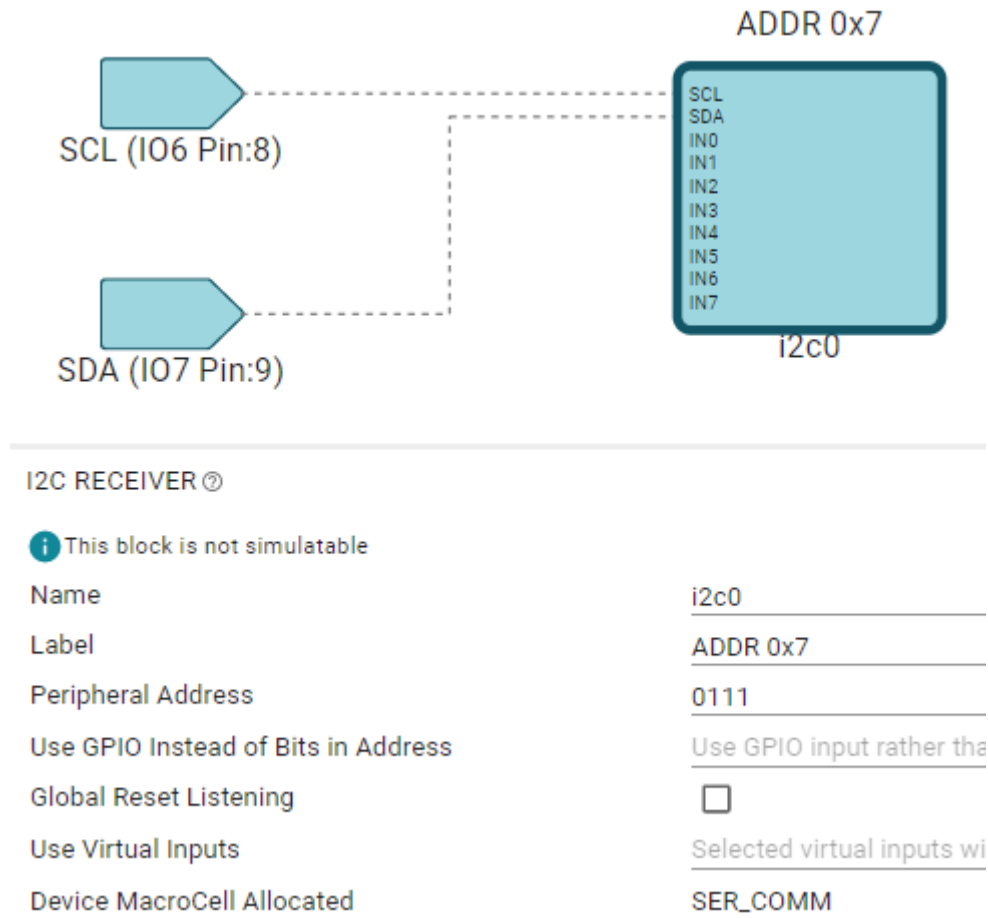 ADDR 0x7
SCL (IO6 Pin:8)
SDA (IO7 Pin:9)
SCL
SDA
IN0
IN1
IN2
IN3
IN4
IN5
IN6
IN7
i2c0
I2C RECEIVER
This block is not simulatable
Name i2c0
Label ADDR 0x7
Peripheral Address 0111
Use GPIO Instead of Bits in Address Use GPIO input rather tha
Global Reset Listening
Use Virtual Inputs Selected virtual inputs wi
Device MacroCell Allocated SER_COMM